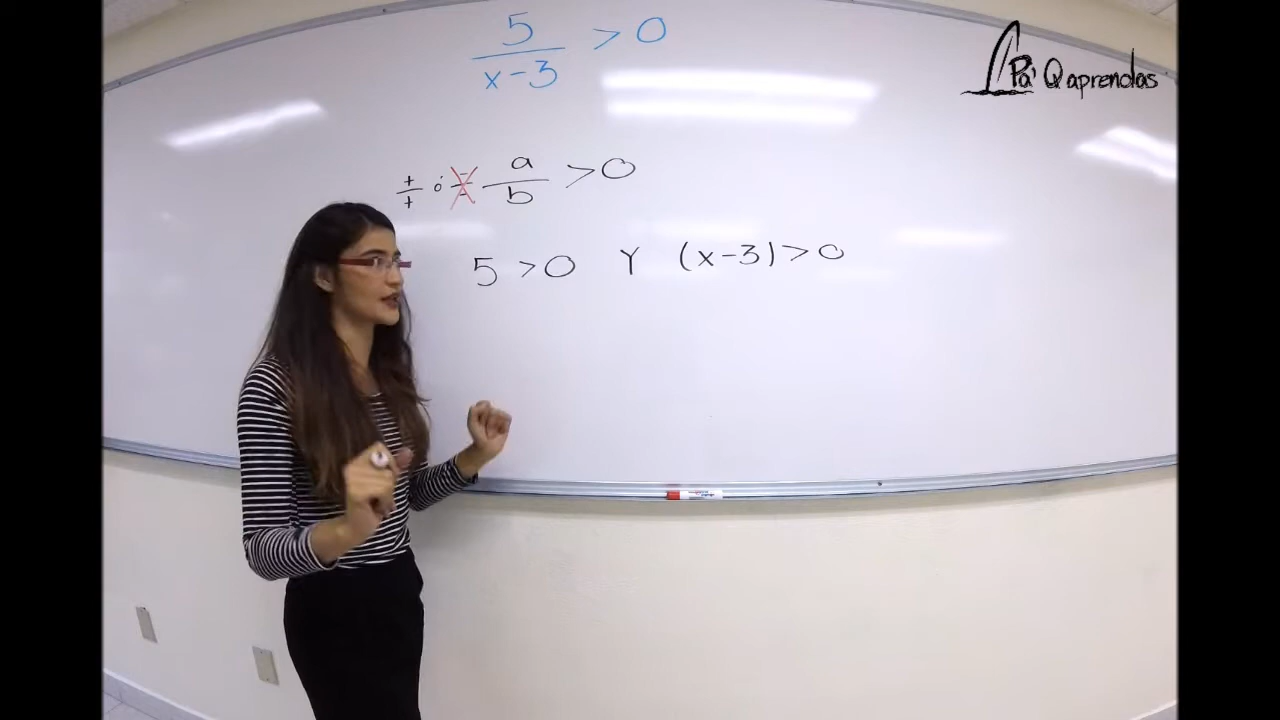 5
x-3 > 0
Pa' Q aprendas
+
+ ó -
- a
b > 0
5 > 0 Y (x-3) > 0